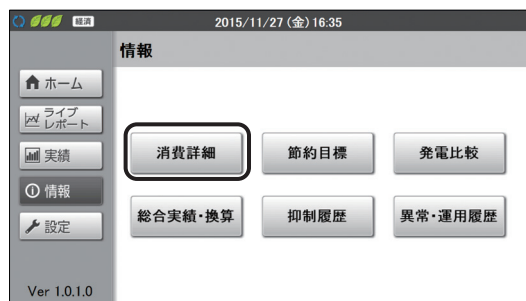 経済 2015/11/27(金)16:35
情報
ホーム
ライブ
レポート
実績
情報
設定
消費詳細 節約目標 発電比較
総合実績・換算 抑制履歴 異常・運用履歴
Ver 1.0.1.0